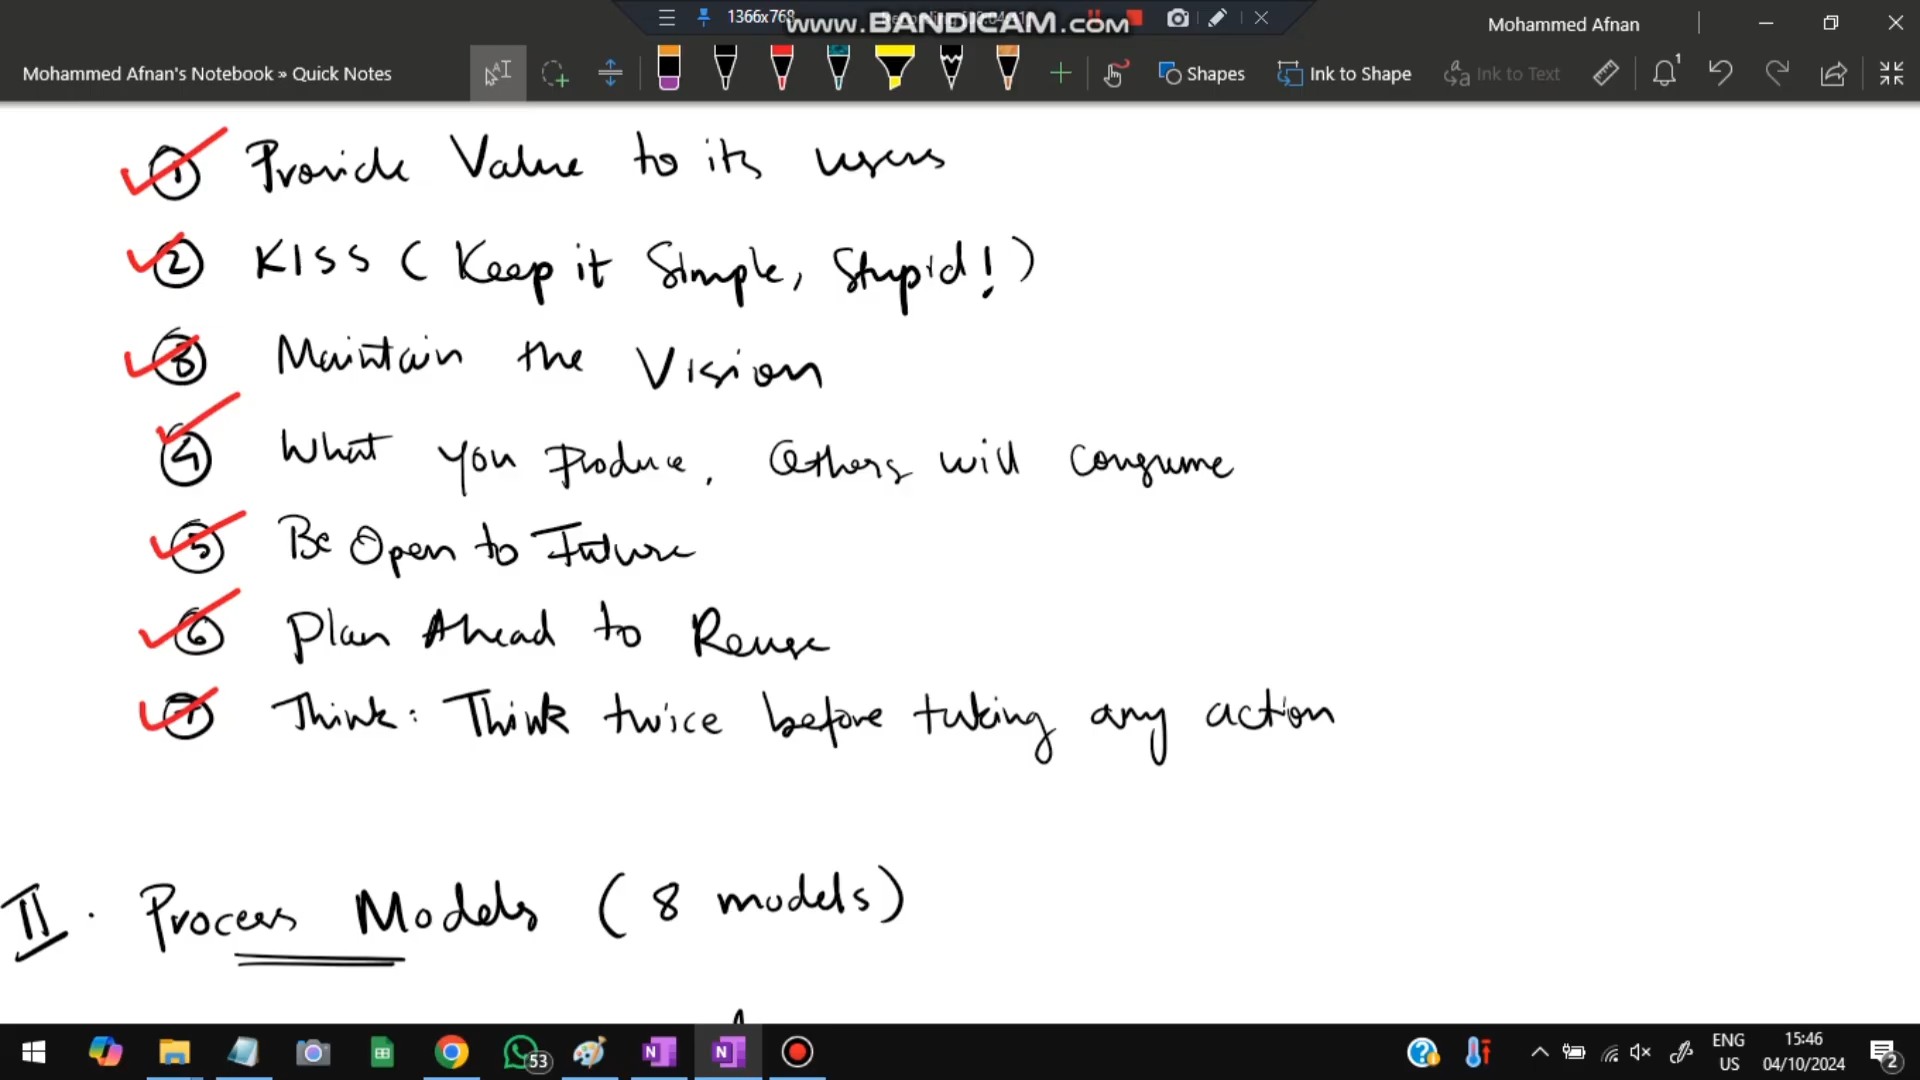 1366x768
www.BANDICAM.com
Mohammed Afnan
Mohammed Afnan's Notebook » Quick Notes
Shapes
Ink to Shape
Ink to Text
1
① Provide Value to its users
② KISS ( Keep it Simple, Stupid! )
③ Maintain the Vision
④ What you Produce, Others will consume
⑤ Be Open to Future
⑥ Plan Ahead to Reuse
⑦ Think: Think twice before taking any action
II. Process Models ( 8 models )
53
ENG
US
15:46
04/10/2024
2